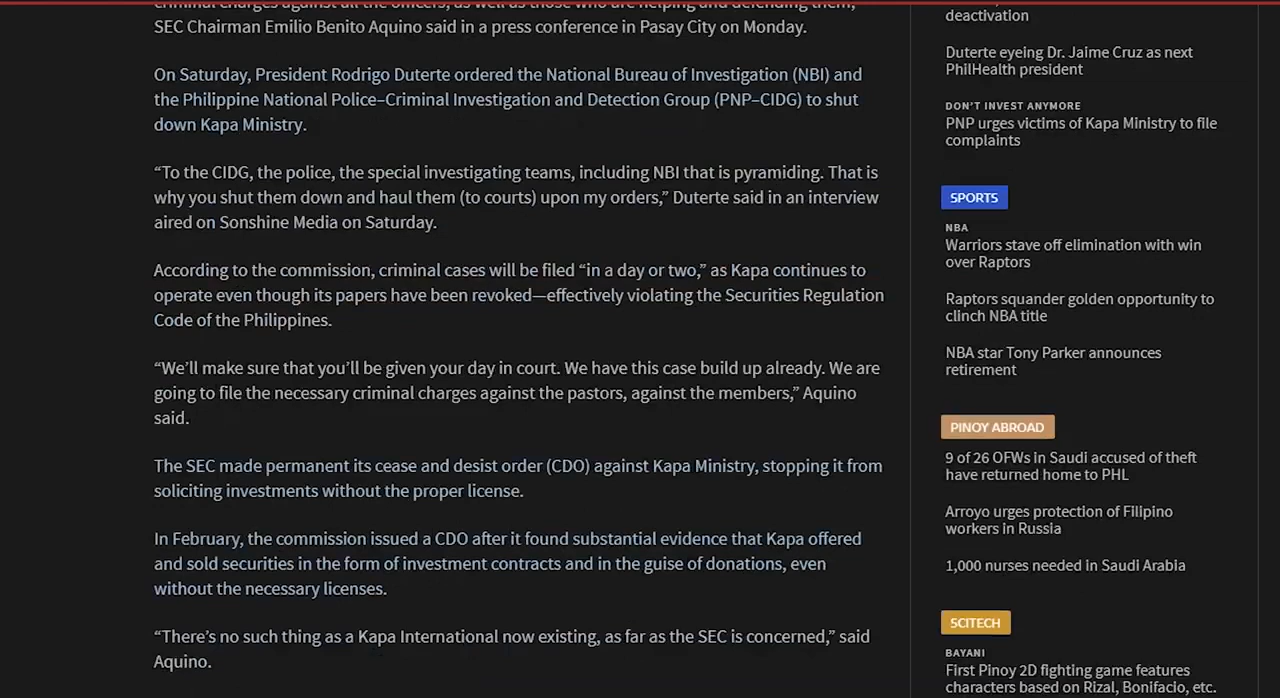 criminal charges against all the officers, as well as those who are helping and defending them,
SEC Chairman Emilio Benito Aquino said in a press conference in Pasay City on Monday.
On Saturday, President Rodrigo Duterte ordered the National Bureau of Investigation (NBI) and
the Philippine National Police–Criminal Investigation and Detection Group (PNP–CIDG) to shut
down Kapa Ministry.
“To the CIDG, the police, the special investigating teams, including NBI that is pyramiding. That is
why you shut them down and haul them (to courts) upon my orders,” Duterte said in an interview
aired on Sonshine Media on Saturday.
According to the commission, criminal cases will be filed “in a day or two,” as Kapa continues to
operate even though its papers have been revoked—effectively violating the Securities Regulation
Code of the Philippines.
“We’ll make sure that you’ll be given your day in court. We have this case build up already. We are
going to file the necessary criminal charges against the pastors, against the members,” Aquino
said.
The SEC made permanent its cease and desist order (CDO) against Kapa Ministry, stopping it from
soliciting investments without the proper license.
In February, the commission issued a CDO after it found substantial evidence that Kapa offered
and sold securities in the form of investment contracts and in the guise of donations, even
without the necessary licenses.
“There’s no such thing as a Kapa International now existing, as far as the SEC is concerned,” said
Aquino.
deactivation
Duterte eyeing Dr. Jaime Cruz as next
PhilHealth president
DON’T INVEST ANYMORE
PNP urges victims of Kapa Ministry to file
complaints
SPORTS
NBA
Warriors stave off elimination with win
over Raptors
Raptors squander golden opportunity to
clinch NBA title
NBA star Tony Parker announces
retirement
PINOY ABROAD
9 of 26 OFWs in Saudi accused of theft
have returned home to PHL
Arroyo urges protection of FIlipino
workers in Russia
1,000 nurses needed in Saudi Arabia
SCITECH
BAYANI
First Pinoy 2D fighting game features
characters based on Rizal, Bonifacio, etc.